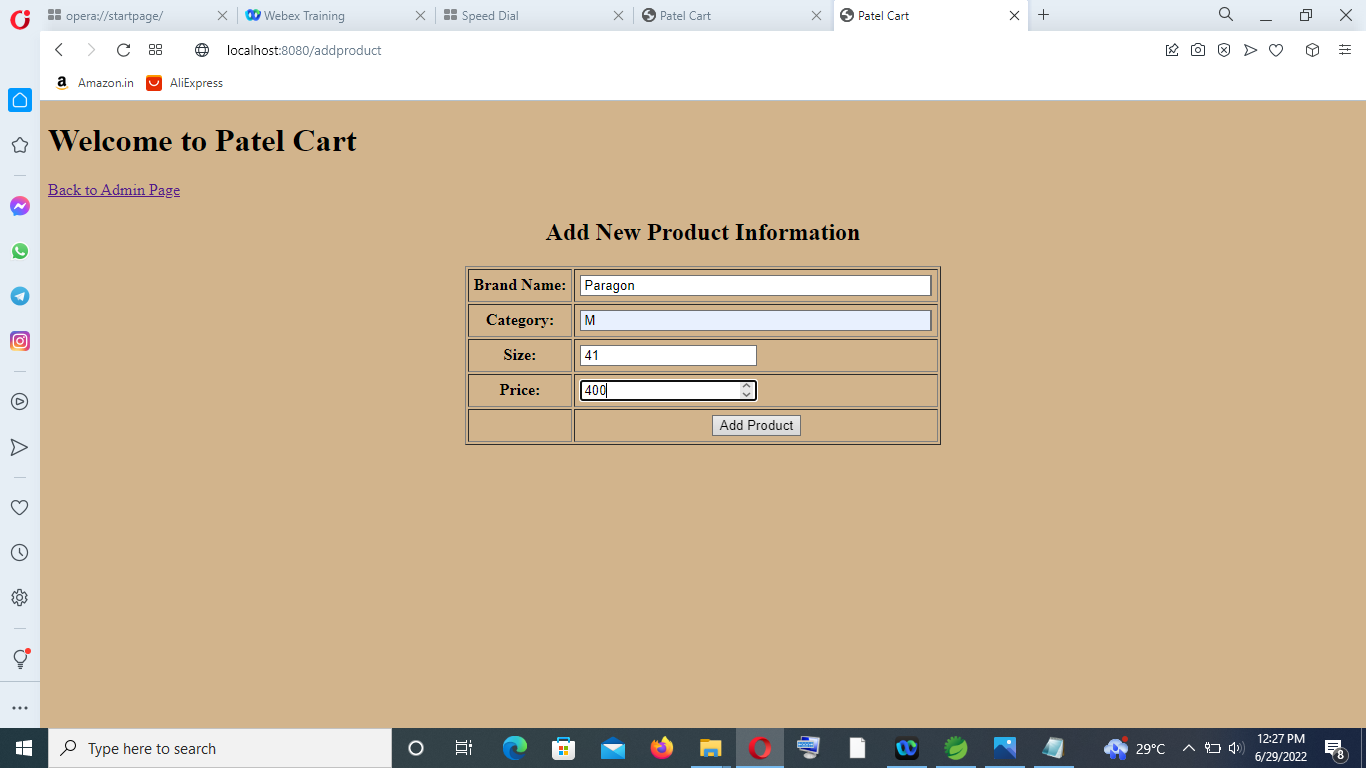 opera://startpage/
Webex Training
Speed Dial
Patel Cart
Patel Cart
localhost:8080/addproduct
Amazon.in
AliExpress
Welcome to Patel Cart
Back to Admin Page
Add New Product Information
Brand Name: Paragon
Category: M
Size: 41
Price: 400
Add Product
Type here to search
29°C
12:27 PM
6/29/2022
8